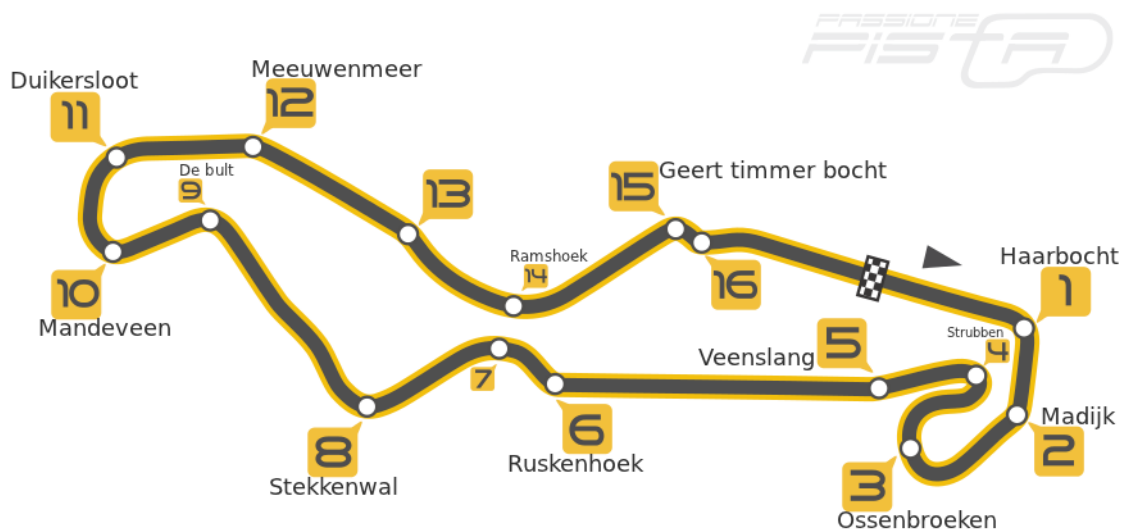 PASSIONE
PISTA
Meeuwenmeer
12
Duikersloot
11
De bult
9
13
15
Geert timmer bocht
Ramshoek
14
16
Haarbocht
1
10
Mandeveen
Strubben
4
Veenslang
5
7
6
Ruskenhoek
Madijk
2
8
Stekkenwal
3
Ossenbroeken